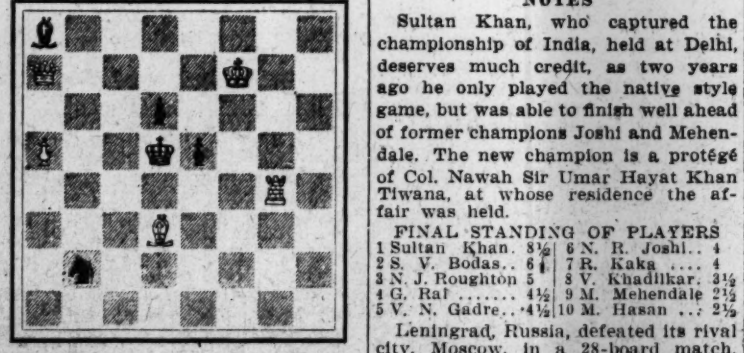 NOTES
Sultan Khan, who captured the
championship of India, held at Delhi,
deserves much credit, as two years
ago he only played the native style
game, but was able to finish well ahead
of former champions Joshi and Mehen-
dale. The new champion is a protégé
of Col. Nawah Sir Umar Hayat Khan
Tiwana, at whose residence the af-
fair was held.
FINAL STANDING OF PLAYERS
1 Sultan Khan. 8½ 6 N. R. Joshi.. 4
2 S. V. Bodas.. 6 7 R. Kaka .... 4
3 N. J. Roughton 5 8 V. Khadilkar. 3½
4 G. Rat ....... 4½ 9 M. Mehendale 2½
5 V. N. Gadre.. 4½ 10 M. Hasan ... 2½
Leningrad, Russia, defeated its rival
city, Moscow, in a 28-board match,